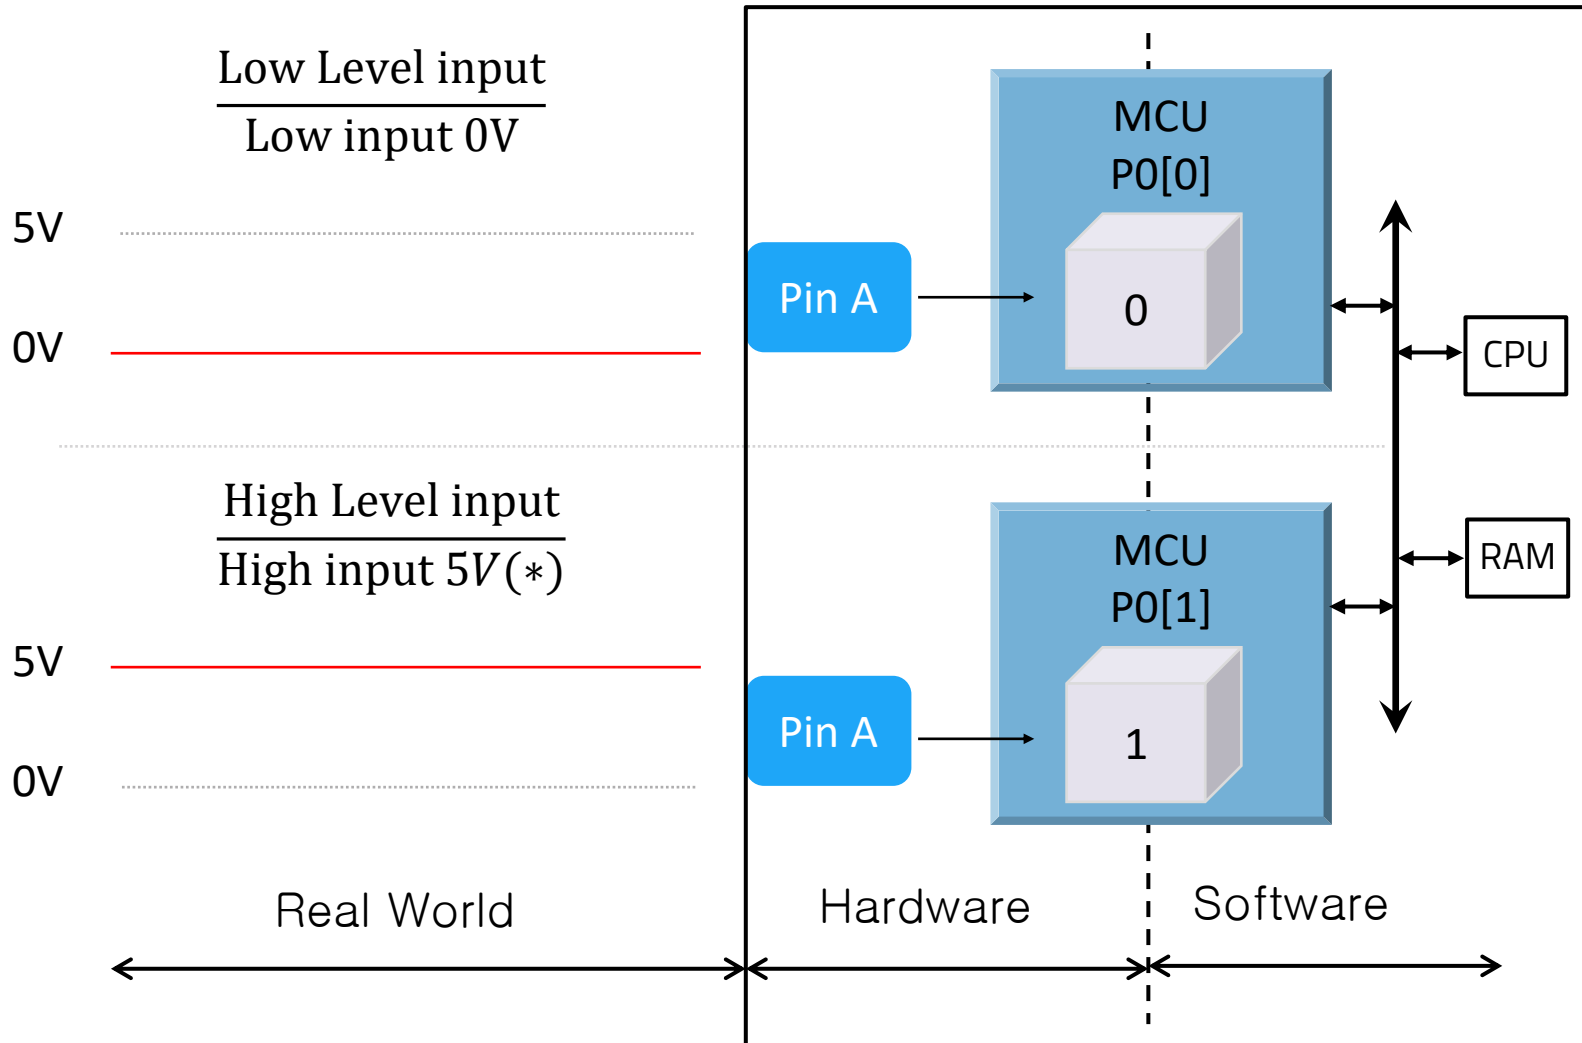 Low Level input
Low input 0V
5V
0V
Pin A
MCU
P0[0]
0
CPU
High Level input
High input 5V(*)
5V
0V
Pin A
MCU
P0[1]
1
RAM
Real World
Hardware
Software